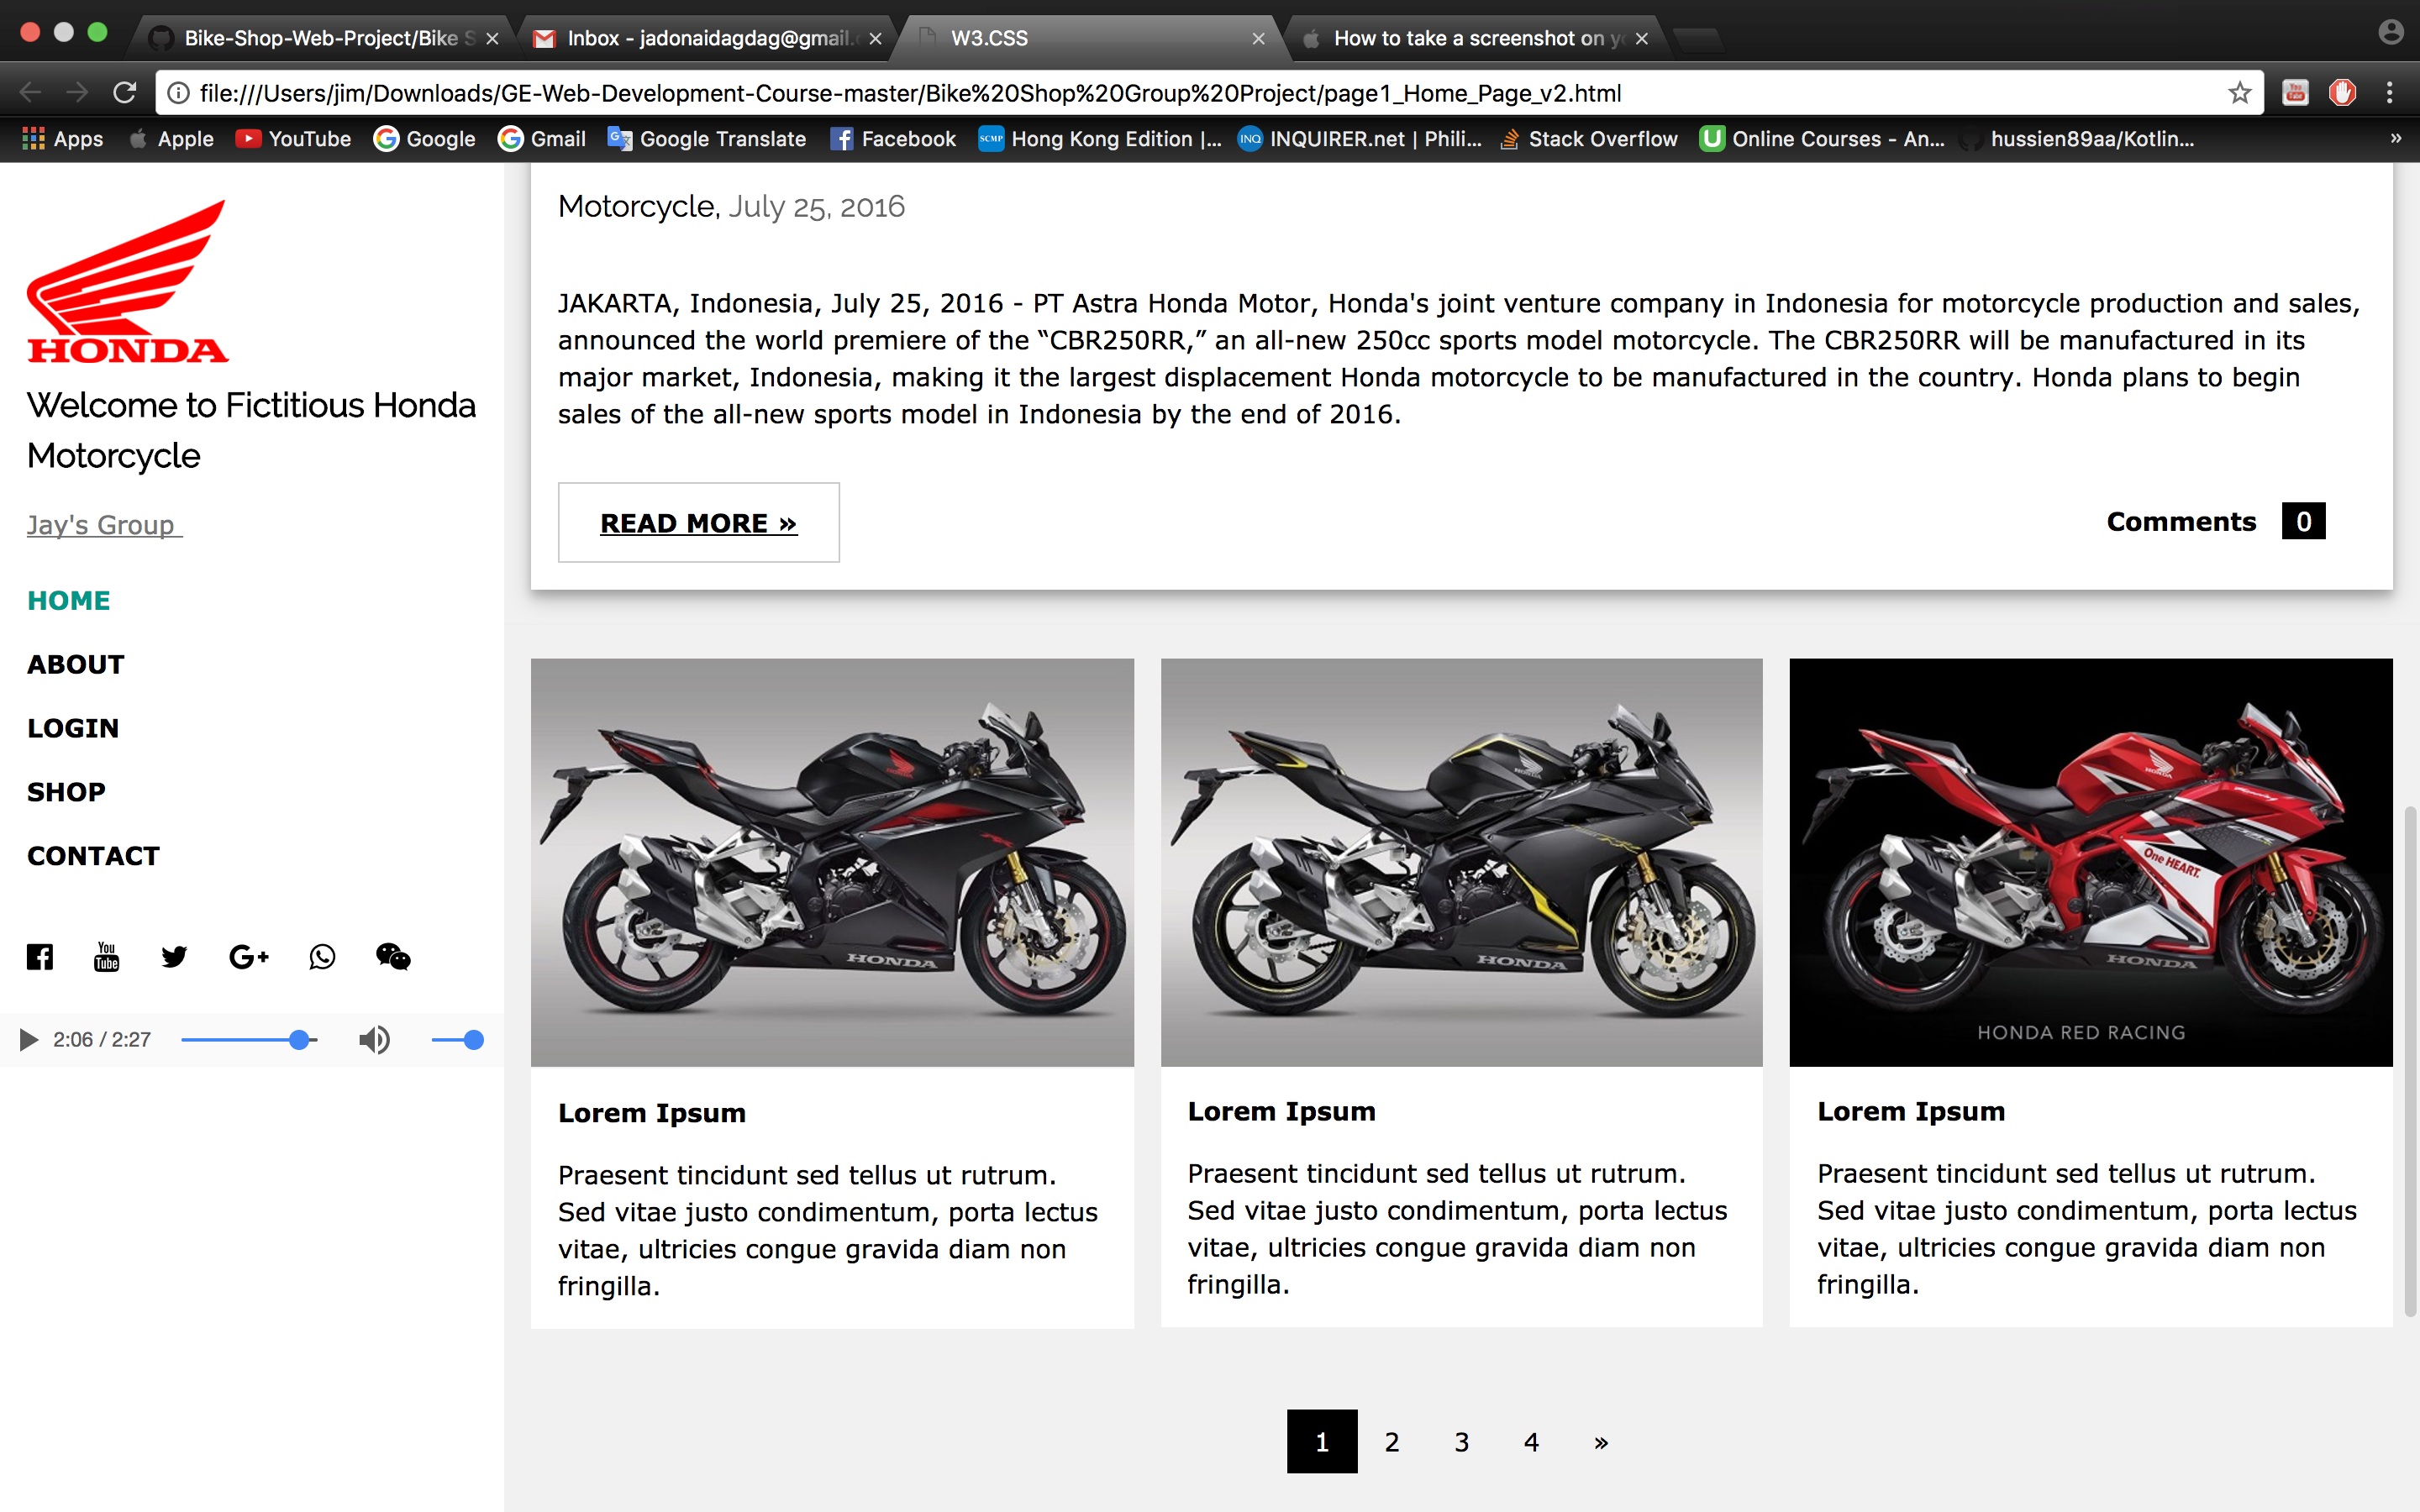 Bike-Shop-Web-Project/Bike S
Inbox - jadonaidagdag@gmail.
W3.CSS
How to take a screenshot on yo
file:///Users/jim/Downloads/GE-Web-Development-Course-master/Bike%20Shop%20Group%20Project/page1_Home_Page_v2.html
Apps
Apple
YouTube
Google
Gmail
Google Translate
Facebook
SCMP
Hong Kong Edition |...
INQ
INQUIRER.net | Phili...
Stack Overflow
Online Courses - An...
hussien89aa/Kotlin...
»
HONDA
Welcome to Fictitious Honda
Motorcycle
Jay's Group
HOME
ABOUT
LOGIN
SHOP
CONTACT
You
Tube
G+
2:06 / 2:27
Motorcycle, July 25, 2016
JAKARTA, Indonesia, July 25, 2016 - PT Astra Honda Motor, Honda's joint venture company in Indonesia for motorcycle production and sales,
announced the world premiere of the “CBR250RR,” an all-new 250cc sports model motorcycle. The CBR250RR will be manufactured in its
major market, Indonesia, making it the largest displacement Honda motorcycle to be manufactured in the country. Honda plans to begin
sales of the all-new sports model in Indonesia by the end of 2016.
READ MORE »
Comments 0
HONDA
HONDA
HONDA
One HEART.
HONDA
HONDA RED RACING
Lorem Ipsum
Praesent tincidunt sed tellus ut rutrum.
Sed vitae justo condimentum, porta lectus
vitae, ultricies congue gravida diam non
fringilla.
Lorem Ipsum
Praesent tincidunt sed tellus ut rutrum.
Sed vitae justo condimentum, porta lectus
vitae, ultricies congue gravida diam non
fringilla.
Lorem Ipsum
Praesent tincidunt sed tellus ut rutrum.
Sed vitae justo condimentum, porta lectus
vitae, ultricies congue gravida diam non
fringilla.
1 2 3 4 »